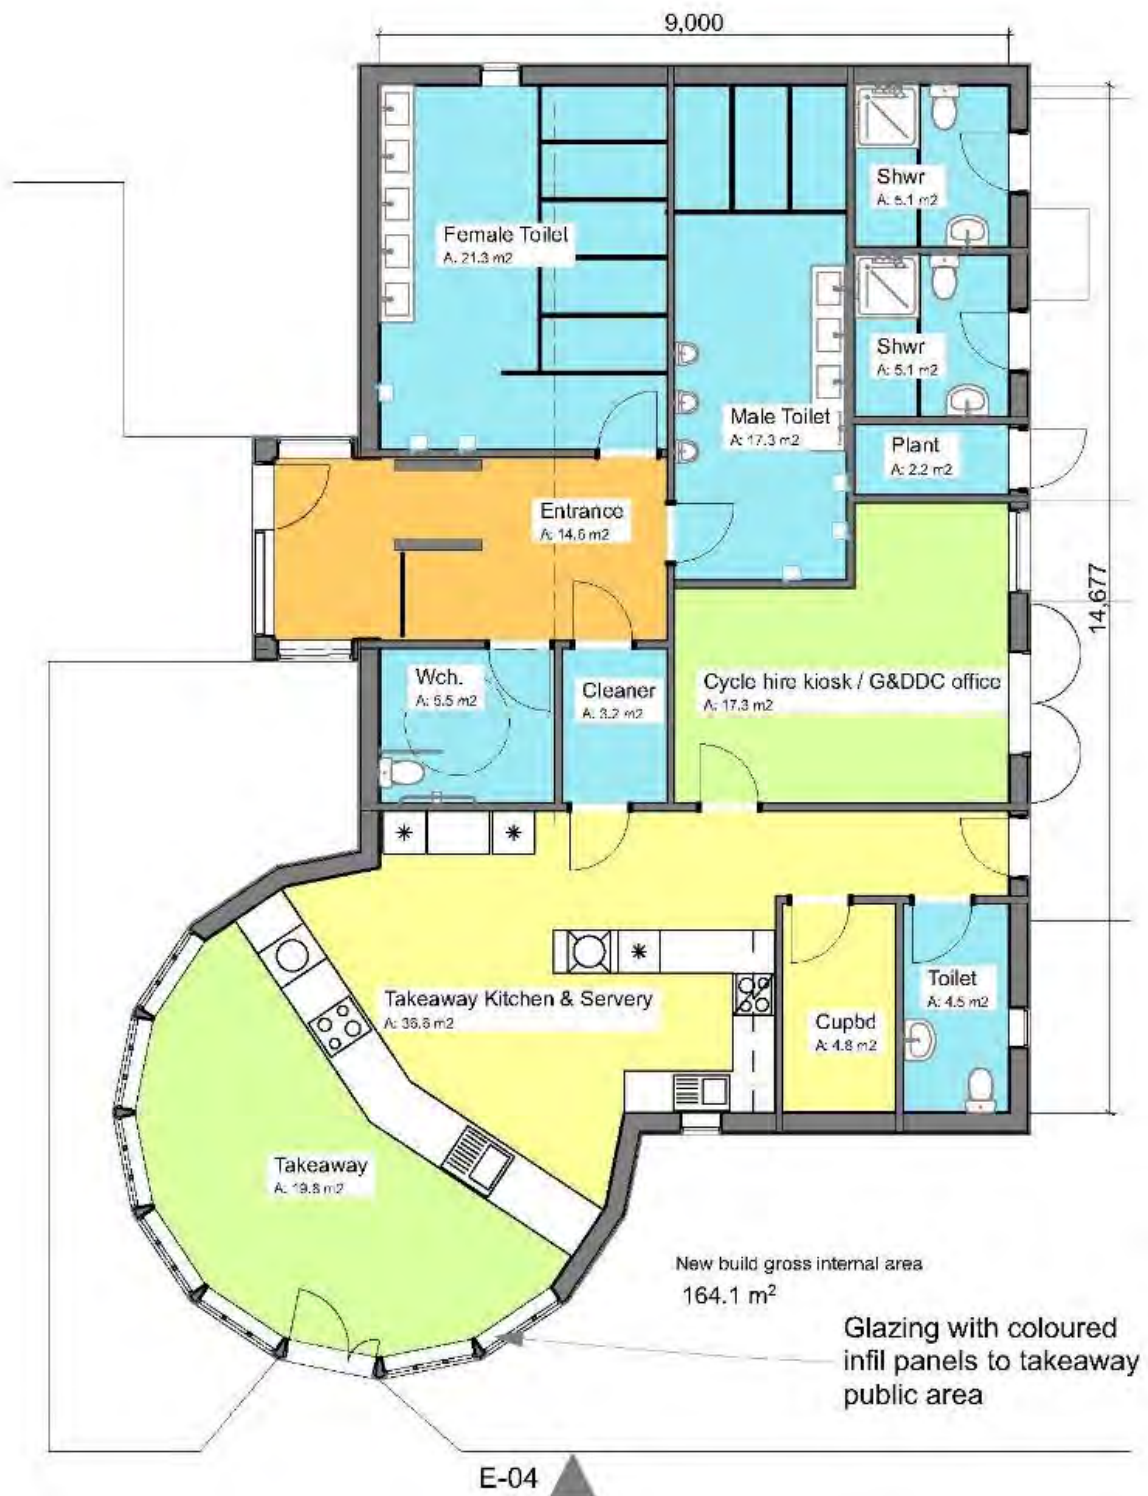 9,000
Shwr
A: 5.1 m2
Female Toilet
A: 21.3 m2
Shwr
A: 5.1 m2
Male Toilet
A: 17.3 m2
Plant
A: 2.2 m2
Entrance
A: 14.6 m2
14,677
Wch.
A: 5.5 m2
Cleaner
A: 3.2 m2
Cycle hire kiosk / G&DDC office
A: 17.3 m2
Takeaway Kitchen & Servery
A: 36.6 m2
Toilet
A: 4.5 m2
Cupbd
A: 4.8 m2
Takeaway
A: 19.8 m2
New build gross internal area
164.1 m²
Glazing with coloured
infil panels to takeaway
public area
E-04